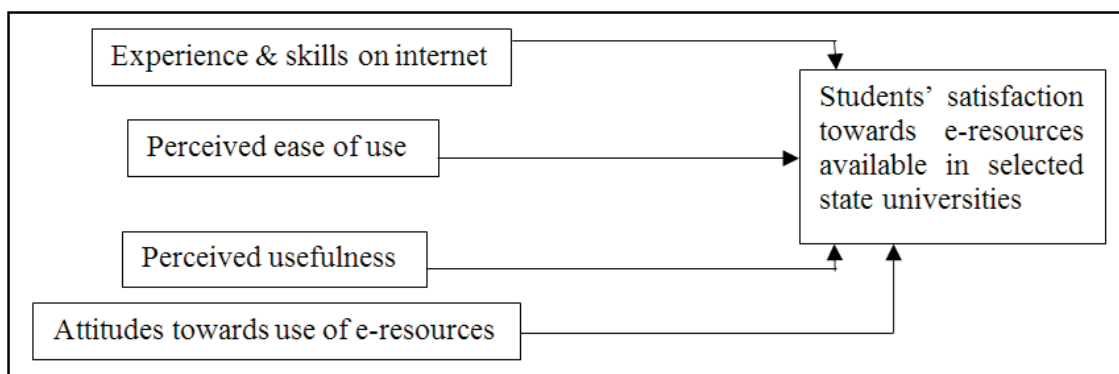 Experience & skills on internet
Perceived ease of use
Perceived usefulness
Attitudes towards use of e-resources
Students’ satisfaction
towards e-resources
available in selected
state universities